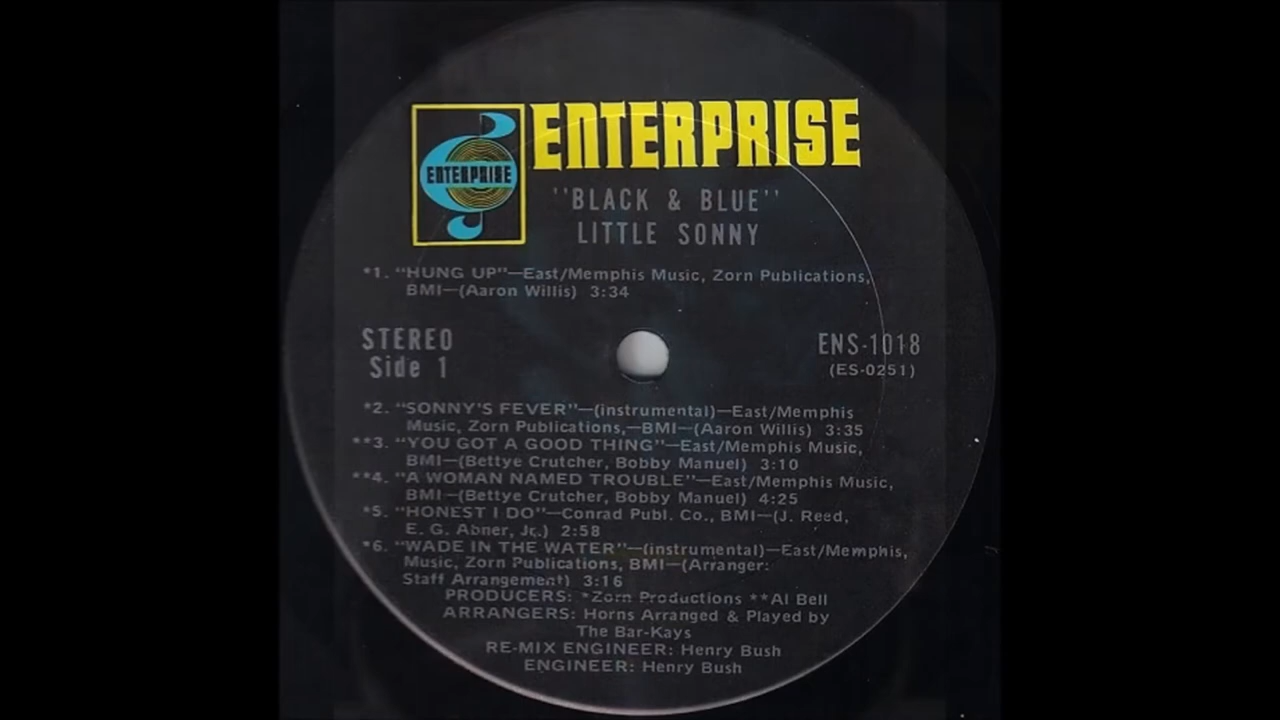 ENTERPRISE
ENTERPRISE
"BLACK & BLUE"
LITTLE SONNY
*1. "HUNG UP"—East/Memphis Music, Zorn Publications,
BMI—(Aaron Willis) 3:34
STEREO
Side 1
ENS-1018
(ES-0251)
*2. "SONNY'S FEVER"—(instrumental)—East/Memphis
Music, Zorn Publications,—BMI—(Aaron Willis) 3:35
**3. "YOU GOT A GOOD THING"—East/Memphis Music,
BMI—(Bettye Crutcher, Bobby Manuel) 3:10
**4. "A WOMAN NAMED TROUBLE"—East/Memphis Music,
BMI—(Bettye Crutcher, Bobby Manuel) 4:25
*5. "HONEST I DO"—Conrad Publ. Co., BMI—(J. Reed,
E. G. Abner, Jr.) 2:58
*6. "WADE IN THE WATER"—(instrumental)—East/Memphis,
Music, Zorn Publications, BMI—(Arranger:
Staff Arrangement) 3:16
PRODUCERS: *Zorn Productions **Al Bell
ARRANGERS: Horns Arranged & Played by
The Bar-Kays
RE-MIX ENGINEER: Henry Bush
ENGINEER: Henry Bush